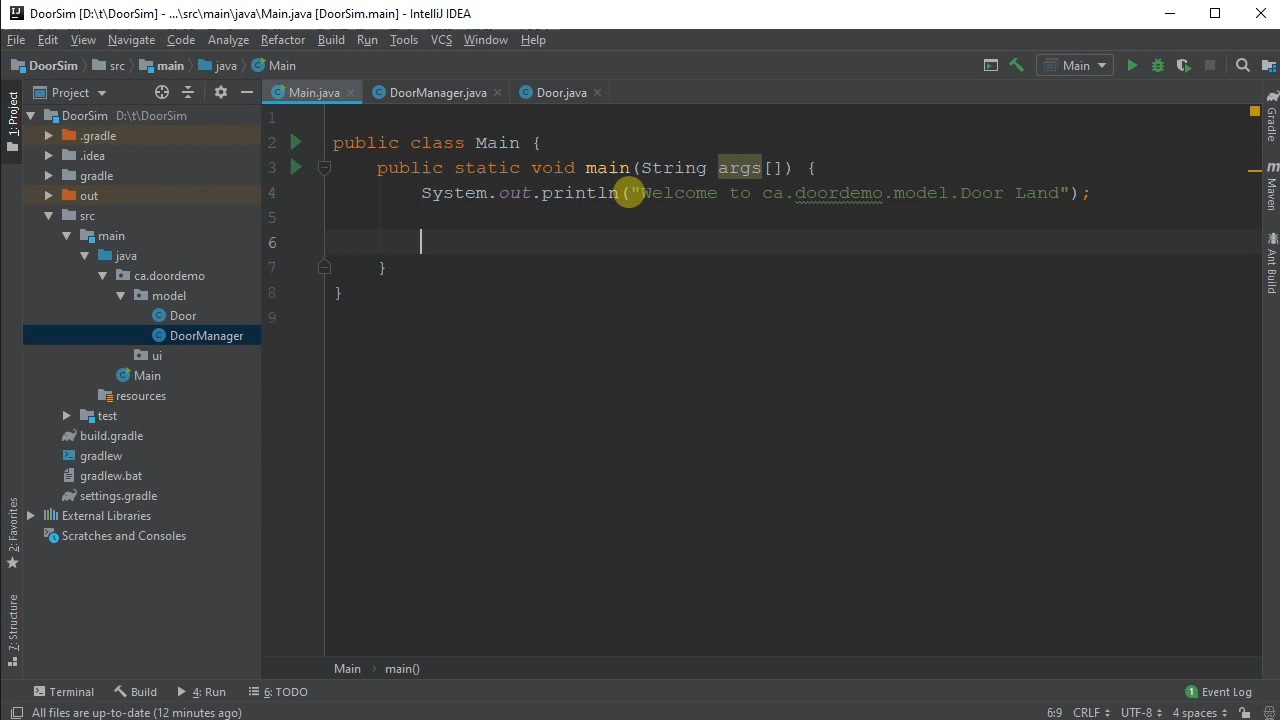 DoorSim [D:\t\DoorSim] - ...\src\main\java\Main.java [DoorSim.main] - IntelliJ IDEA
File Edit View Navigate Code Analyze Refactor Build Run Tools VCS Window Help
DoorSim src main java Main Main
Project Main.java DoorManager.java Door.java
1: Project
DoorSim D:\t\DoorSim
.gradle
.idea
gradle
out
src
main
java
ca.doordemo
model
Door
DoorManager
ui
Main
resources
test
build.gradle
gradlew
gradlew.bat
settings.gradle
External Libraries
Scratches and Consoles
2: Favorites
7: Structure
1
2 public class Main {
3 public static void main(String args[]) {
4 System.out.println("Welcome to ca.doordemo.model.Door Land");
5
6
7 }
8 }
9
Gradle
Maven
Ant Build
Main main()
Terminal Build 4: Run 6: TODO 1 Event Log
All files are up-to-date (12 minutes ago) 6:9 CRLF UTF-8 4 spaces